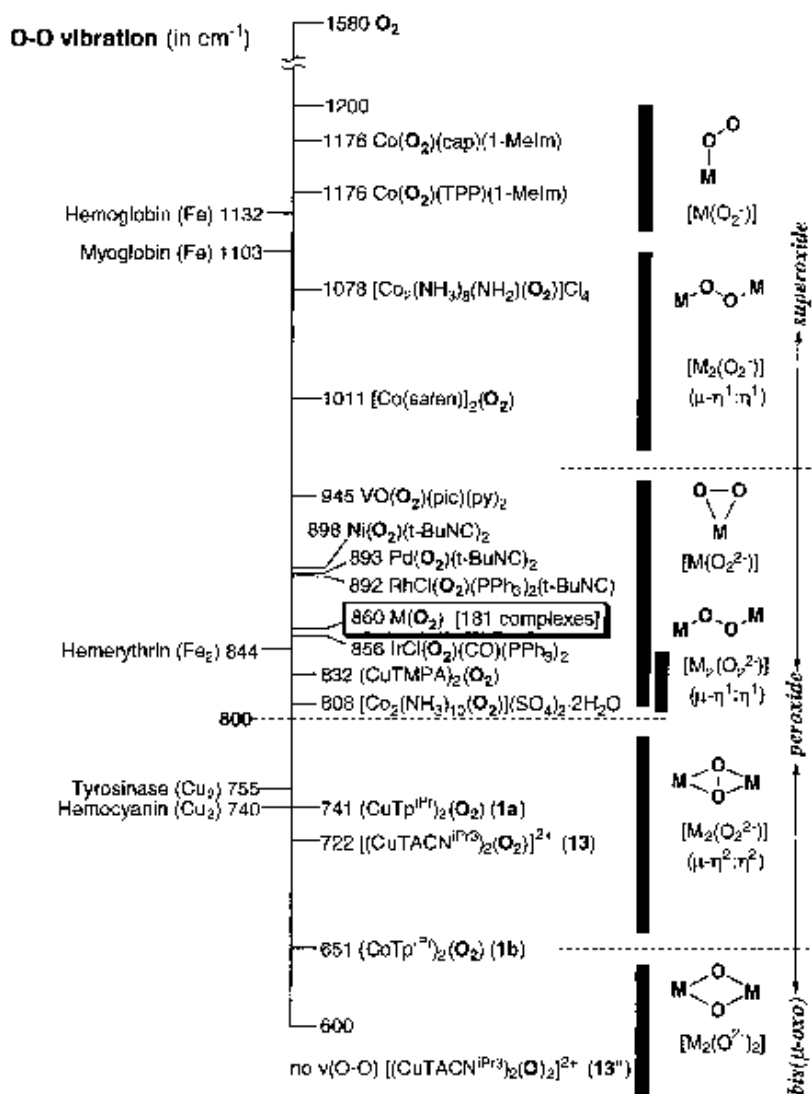 O-O vibration (in cm⁻¹)
1580 O₂
1200
1176 Co(O₂)(cap)(1-MeIm)
1176 Co(O₂)(TPP)(1-MeIm)
Hemoglobin (Fe) 1132
Myoglobin (Fe) 1103
1078 [Co₂(NH₃)₈(NH₂)(O₂)]Cl₄
1011 [Co(salen)]₂(O₂)
945 VO(O₂)(pic)(py)₂
898 Ni(O₂)(t-BuNC)₂
893 Pd(O₂)(t-BuNC)₂
892 RhCl(O₂)(PPh₃)₂(t-BuNC)
860 M(O₂) [181 complexes]
Hemerythrin (Fe₂) 844
856 IrCl(O₂)(CO)(PPh₃)₂
832 (CuTMPA)₂(O₂)
808 [Co₂(NH₃)₁₀(O₂)](SO₄)₂·2H₂O
800
Tyrosinase (Cu₂) 755
Hemocyanin (Cu₂) 740
741 (CuTpⁱᴾʳ)₂(O₂) (1a)
722 [(CuTACNⁱᴾʳ³)₂(O₂)]²⁺ (13)
651 (CoTpⁱᴾʳ)₂(O₂) (1b)
600
no ν(O-O) [(CuTACNⁱᴾʳ³)₂(O)₂]²⁺ (13")
O
O
M
[M(O₂⁻)]
M O O M
[M₂(O₂⁻)]
(μ-η¹:η¹)
O—O
M
[M(O₂²⁻)]
M O O M
[M₂(O₂²⁻)]
(μ-η¹:η¹)
O
M M
O
[M₂(O₂²⁻)]
(μ-η²:η²)
O
M M
O
[M₂(O²⁻)₂]
superoxide
peroxide
bis(μ-oxo)